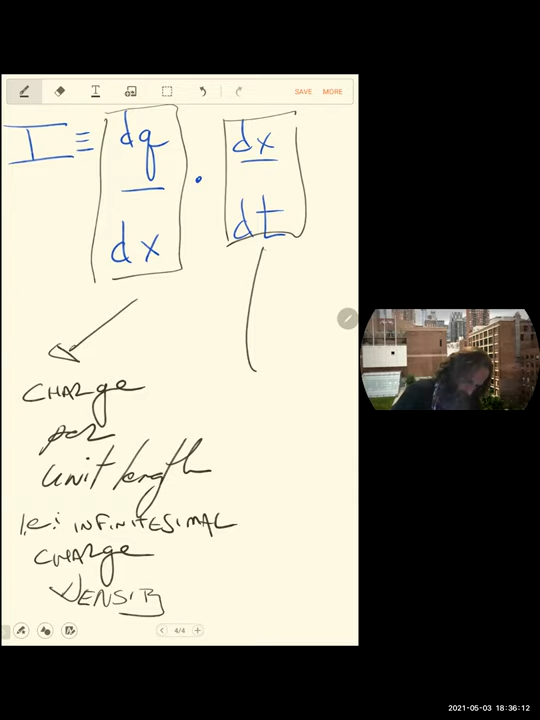 SAVE MORE
I ≡ dq/dx · dx/dt
CHARge
per
unit length
i.e: INFINITESIMAL
CHARge
DENSITY
4/4
2021-05-03 18:36:12